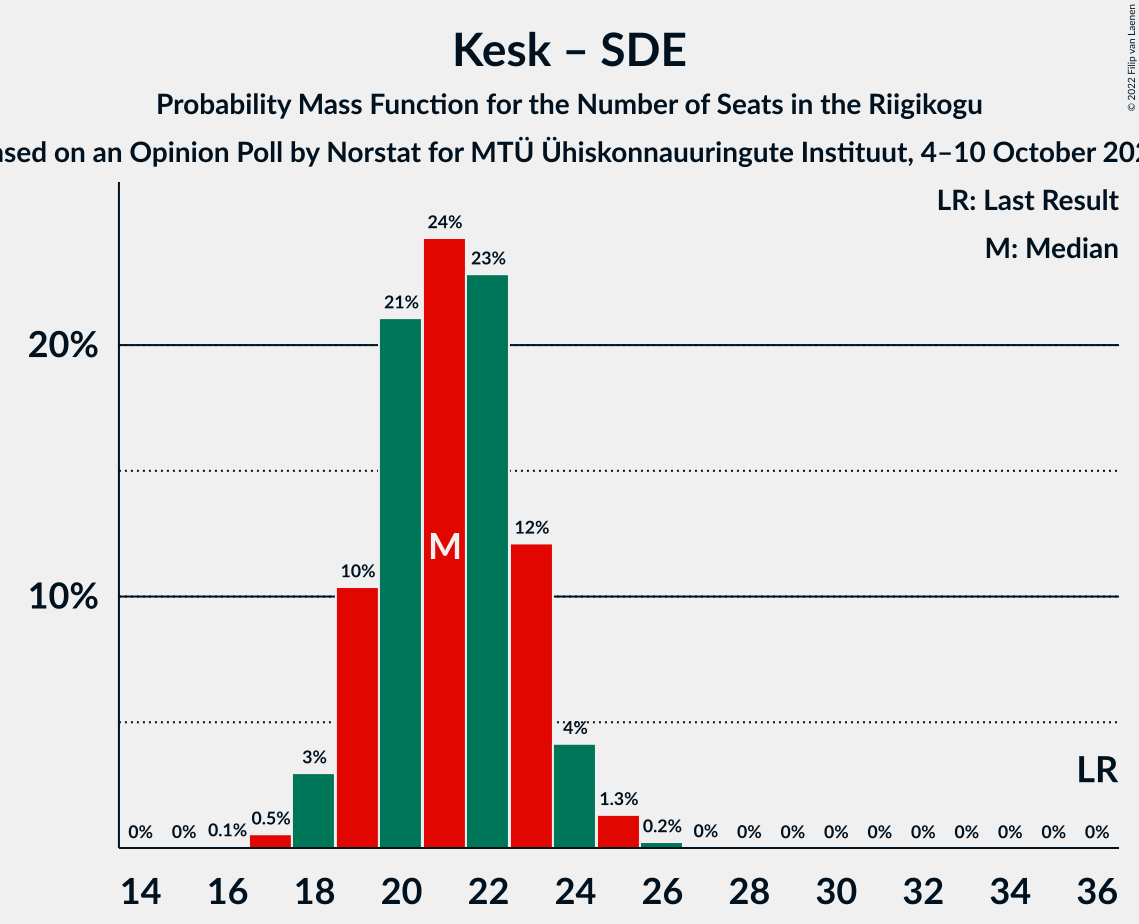 Kesk – SDE
Probability Mass Function for the Number of Seats in the Riigikogu
on an Opinion Poll by Norstat for MTÜ Ühiskonnauuringute Instituut, 4–10 October
© 2022 Filip van Laenen
LR: Last Result
M: Median
20%
10%
0% 0% 0.1% 0.5% 3% 10% 21% 24% 23% 12% 4% 1.3% 0.2% 0% 0% 0% 0% 0% 0% 0% 0% 0% 0%
M
LR
14 16 18 20 22 24 26 28 30 32 34 36